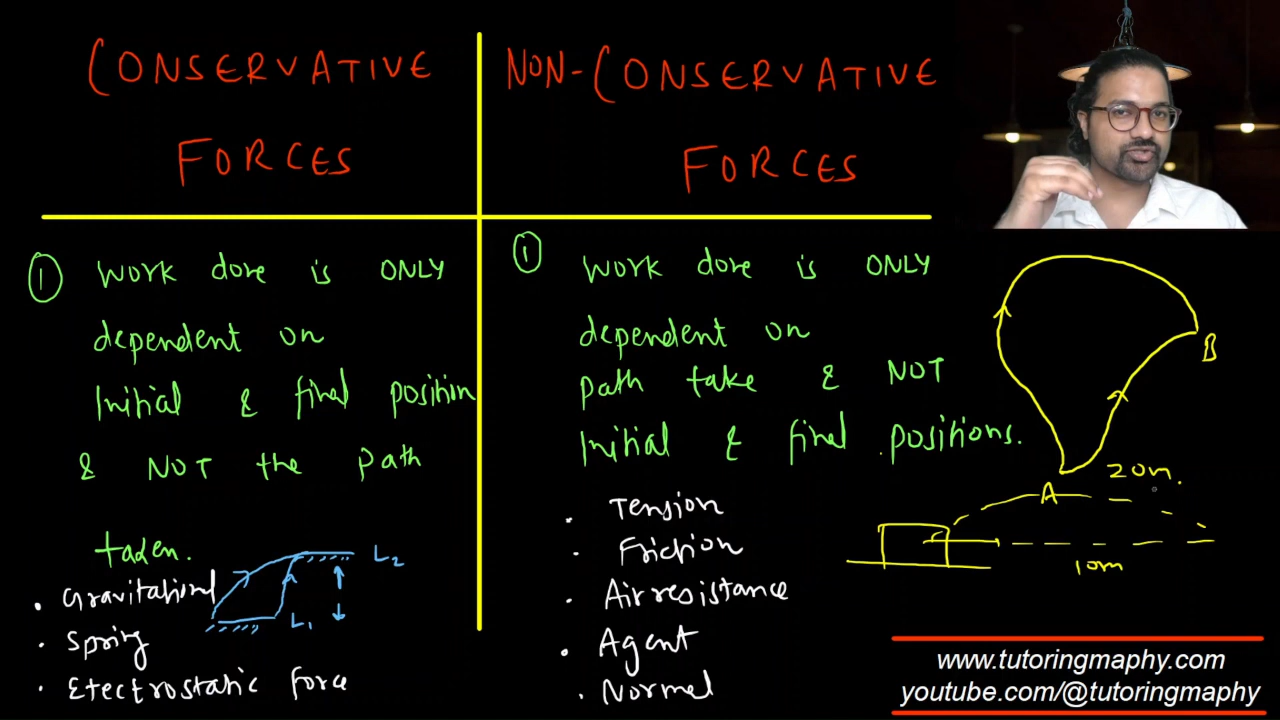 CONSERVATIVE
FORCES
① Work done is ONLY
dependent on
Initial & final position
& NOT the path
taken.
• Gravitational
• Spring
• Electrostatic force
L2
L1
NON-CONSERVATIVE
FORCES
① Work done is ONLY
dependent on
path take & NOT
Initial & final positions.
• Tension
• Friction
• Air resistance
• Agent
• Normal
B
A
20m.
10m
www.tutoringmaphy.com
youtube.com/@tutoringmaphy